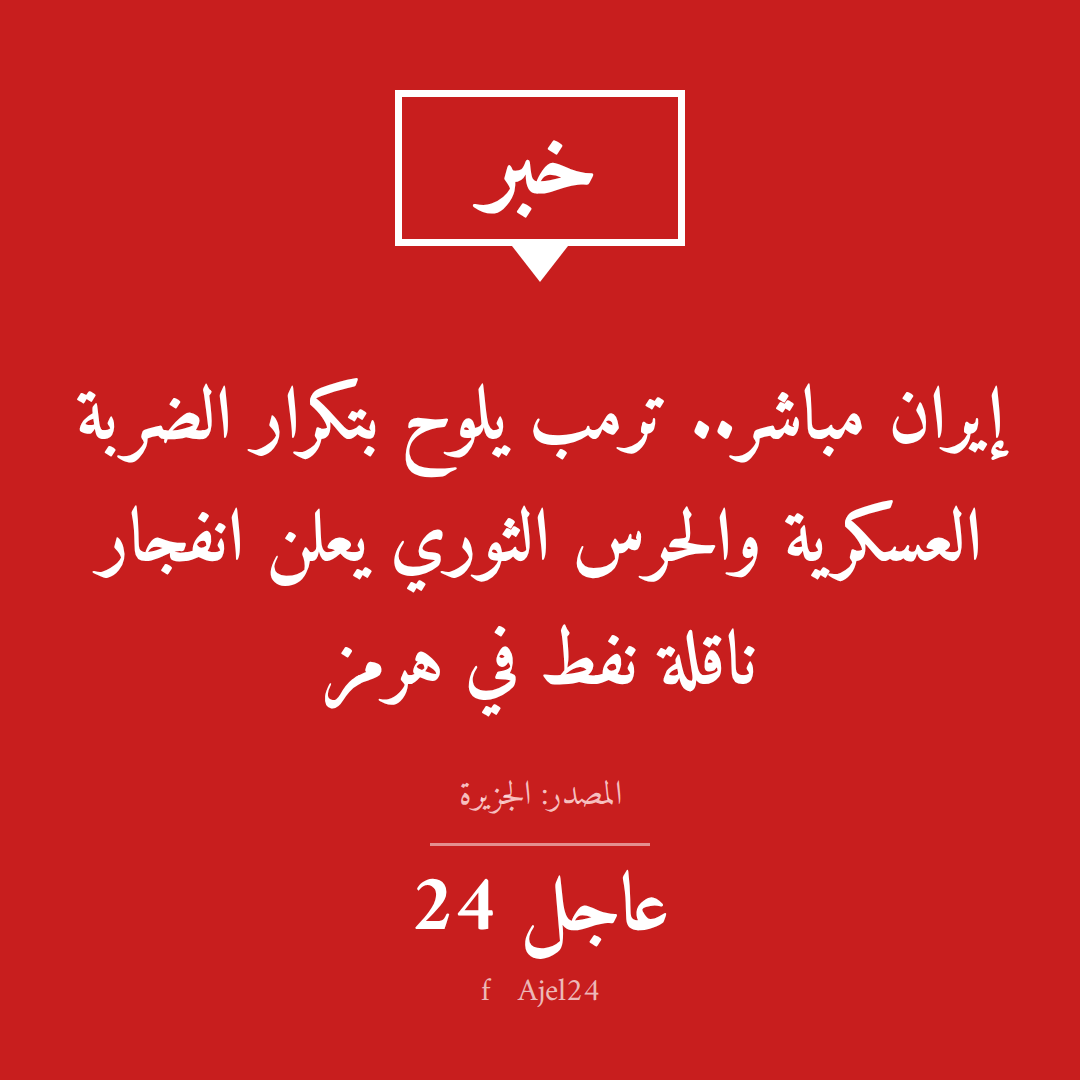 خبر
إيران مباشر.. ترمب يلوح بتكرار الضربة
العسكرية والحرس الثوري يعلن انفجار
ناقلة نفط في هرمز
المصدر: الجزيرة
عاجل 24
f Ajel24